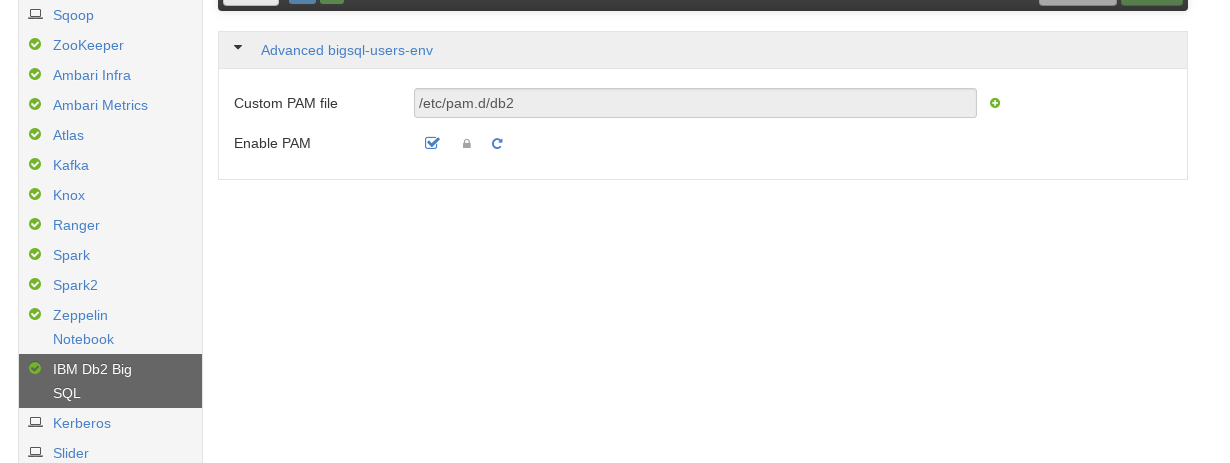 Sqoop
ZooKeeper
Ambari Infra
Ambari Metrics
Atlas
Kafka
Knox
Ranger
Spark
Spark2
Zeppelin
Notebook
IBM Db2 Big
SQL
Kerberos
Slider
Advanced bigsql-users-env
Custom PAM file
/etc/pam.d/db2
Enable PAM